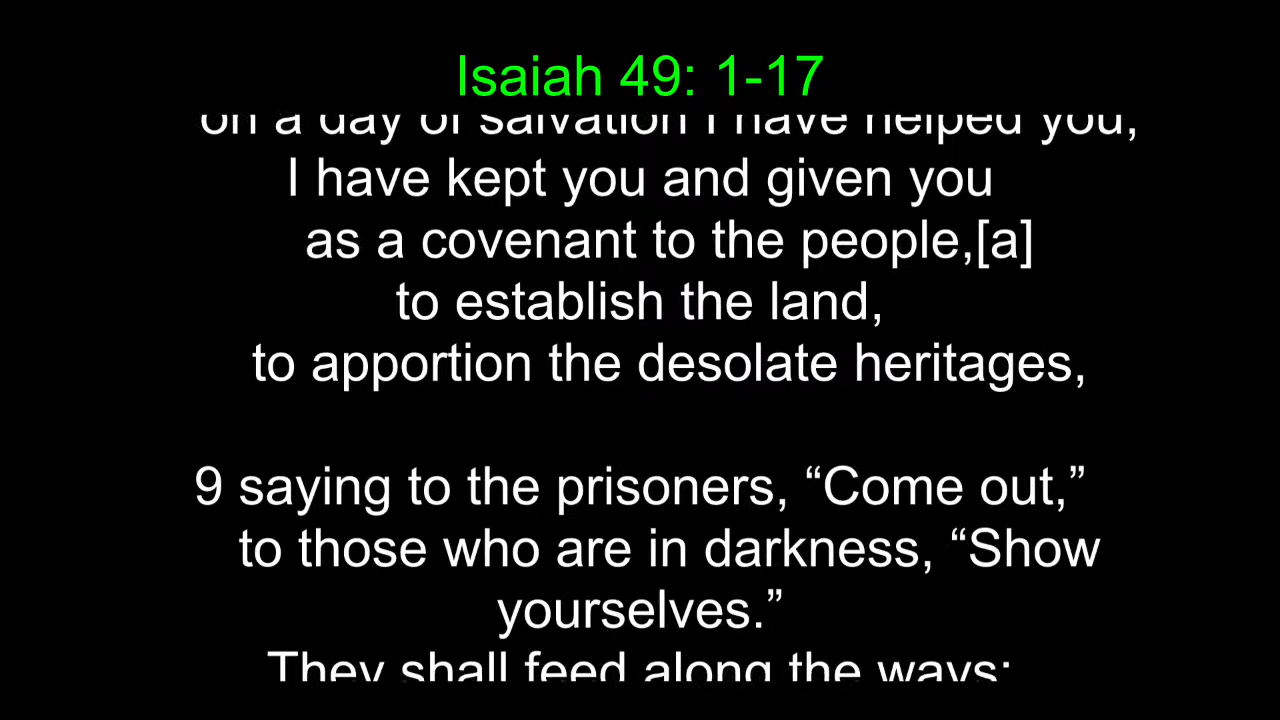 Isaiah 49: 1-17
on a day of salvation I have helped you,
I have kept you and given you
as a covenant to the people,[a]
to establish the land,
to apportion the desolate heritages,
9 saying to the prisoners, “Come out,”
to those who are in darkness, “Show
yourselves.”
They shall feed along the ways;